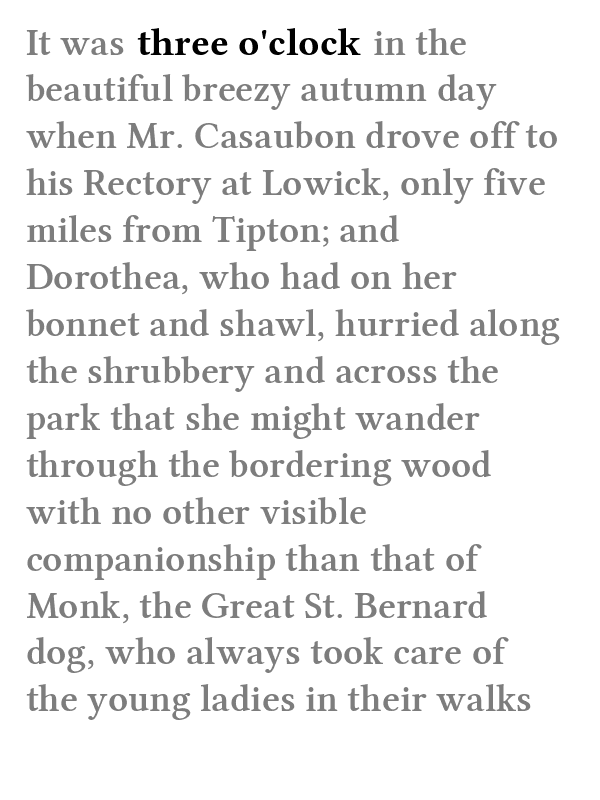 It was three o'clock in the
beautiful breezy autumn day
when Mr. Casaubon drove off to
his Rectory at Lowick, only five
miles from Tipton; and
Dorothea, who had on her
bonnet and shawl, hurried along
the shrubbery and across the
park that she might wander
through the bordering wood
with no other visible
companionship than that of
Monk, the Great St. Bernard
dog, who always took care of
the young ladies in their walks